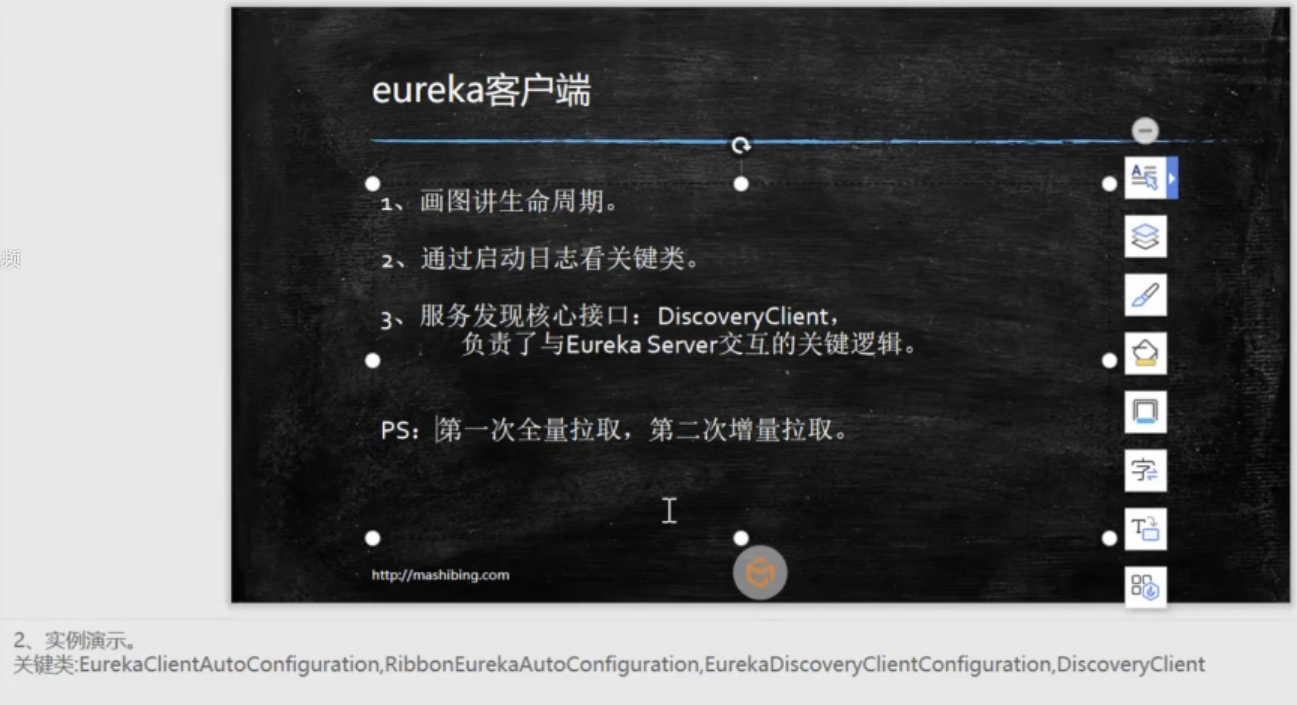 eureka客户端
1、画图讲生命周期。
2、通过启动日志看关键类。
3、服务发现核心接口：DiscoveryClient，
负责了与Eureka Server交互的关键逻辑。
频
PS：第一次全量拉取，第二次增量拉取。
字
T
http://mashibing.com
2、实例演示。
关键类:EurekaClientAutoConfiguration,RibbonEurekaAutoConfiguration,EurekaDiscoveryClientConfiguration,DiscoveryClient